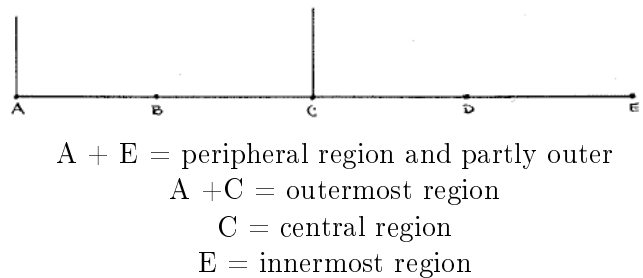 A B C D E
A + E = peripheral region and partly outer
A +C = outermost region
C = central region
E = innermost region